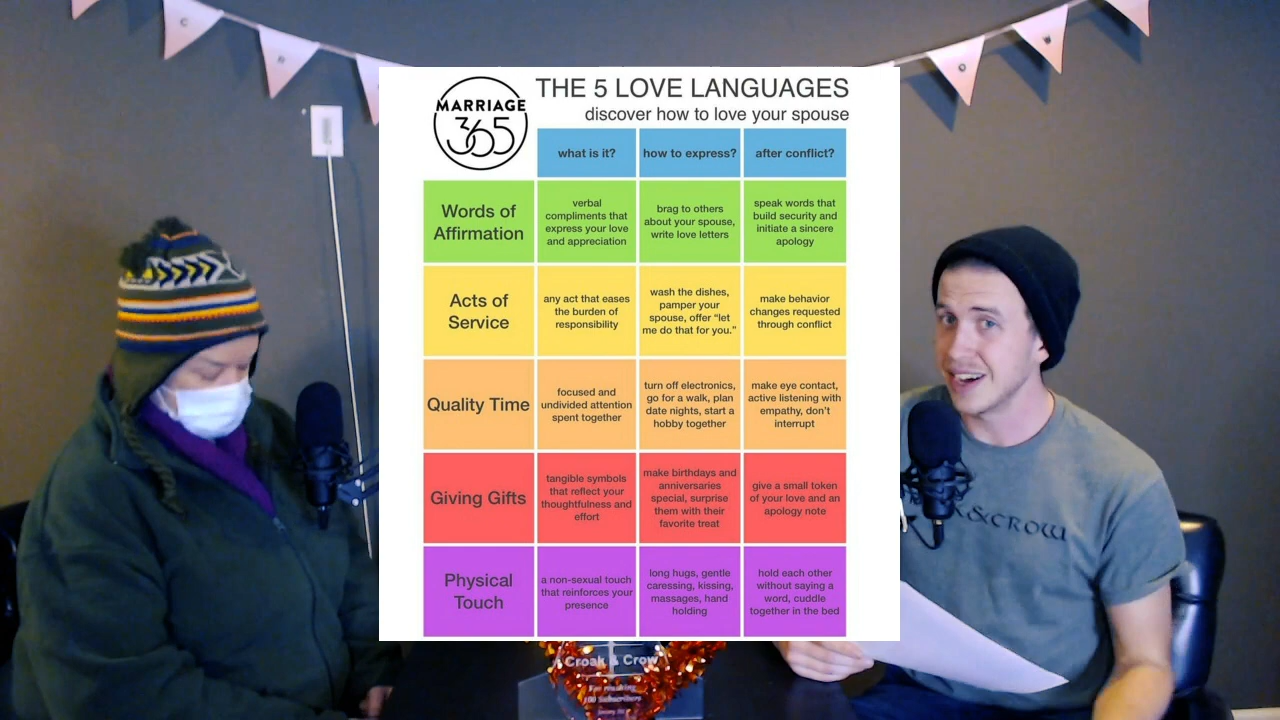 MARRIAGE
365
THE 5 LOVE LANGUAGES
discover how to love your spouse
what is it?
how to express?
after conflict?
Words of
Affirmation
verbal
compliments that
express your love
and appreciation
brag to others
about your spouse,
write love letters
speak words that
build security and
initiate a sincere
apology
Acts of
Service
any act that eases
the burden of
responsibility
wash the dishes,
pamper your
spouse, offer “let
me do that for you.”
make behavior
changes requested
through conflict
Quality Time
focused and
undivided attention
spent together
turn off electronics,
go for a walk, plan
date nights, start a
hobby together
make eye contact,
active listening with
empathy, don’t
interrupt
Giving Gifts
tangible symbols
that reflect your
thoughtfulness and
effort
make birthdays and
anniversaries
special, surprise
them with their
favorite treat
give a small token
of your love and an
apology note
Physical
Touch
a non-sexual touch
that reinforces your
presence
long hugs, gentle
caressing, kissing,
massages, hand
holding
hold each other
without saying a
word, cuddle
together in the bed
K&CROW
Croak & Crow
For reaching
100 Subscribers